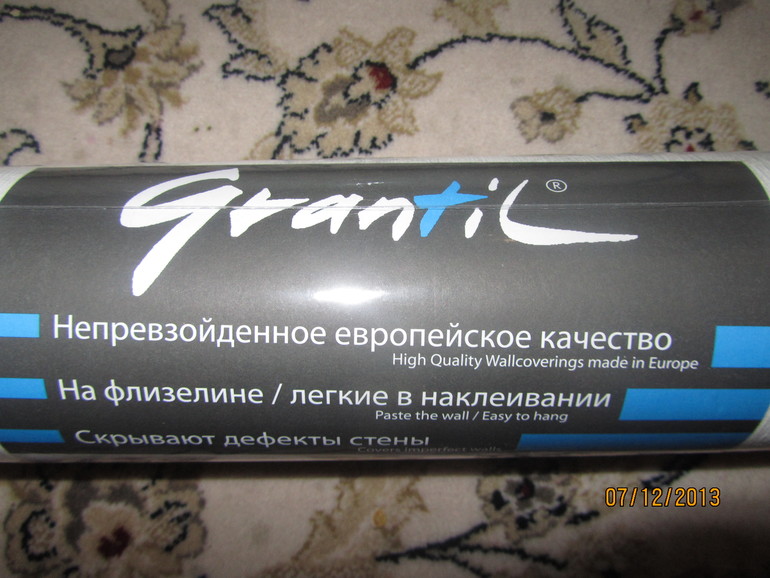 Grantil ®
Непревзойденное европейское качество
High Quality Wallcoverings made in Europe
На флизелине / легкие в наклеивании
Paste the wall / Easy to hang
Скрывают дефекты стены
Covers imperfect walls
07/12/2013